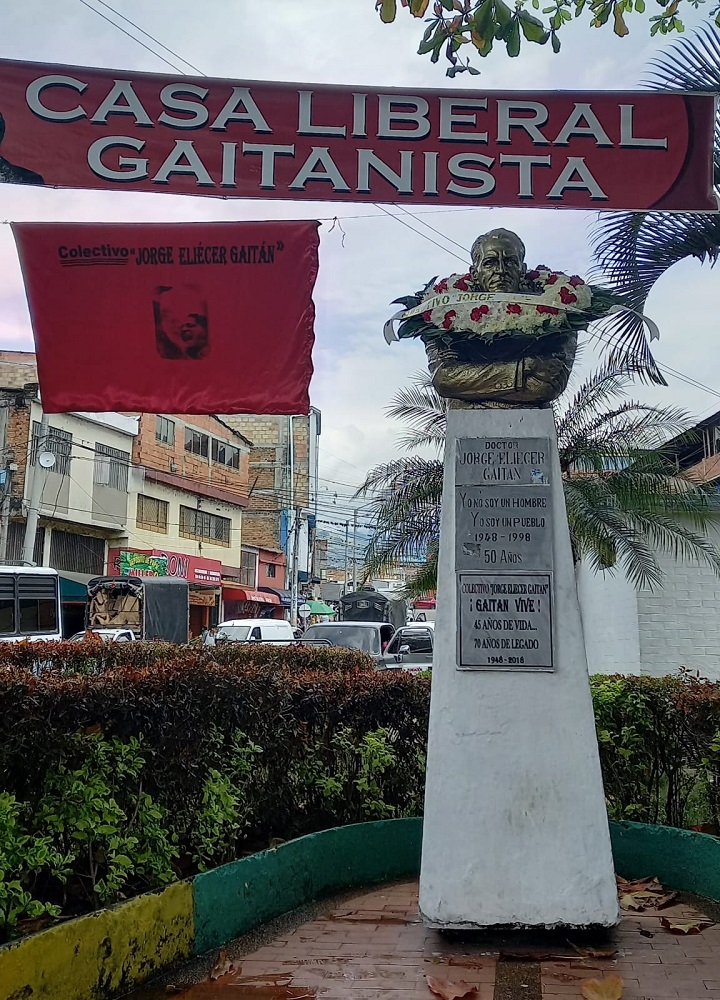 CASA LIBERAL
GAITANISTA
Colectivo "JORGE ELIÉCER GAITÁN"
DOCTOR
JORGE ELIECER
GAITAN
YO NO SOY UN HOMBRE
YO SOY UN PUEBLO
1948 - 1998
50 AÑOS
COLECTIVO "JORGE ELIECER GAITAN"
¡ GAITAN VIVE !
45 AÑOS DE VIDA...
70 AÑOS DE LEGADO
1948 - 2018